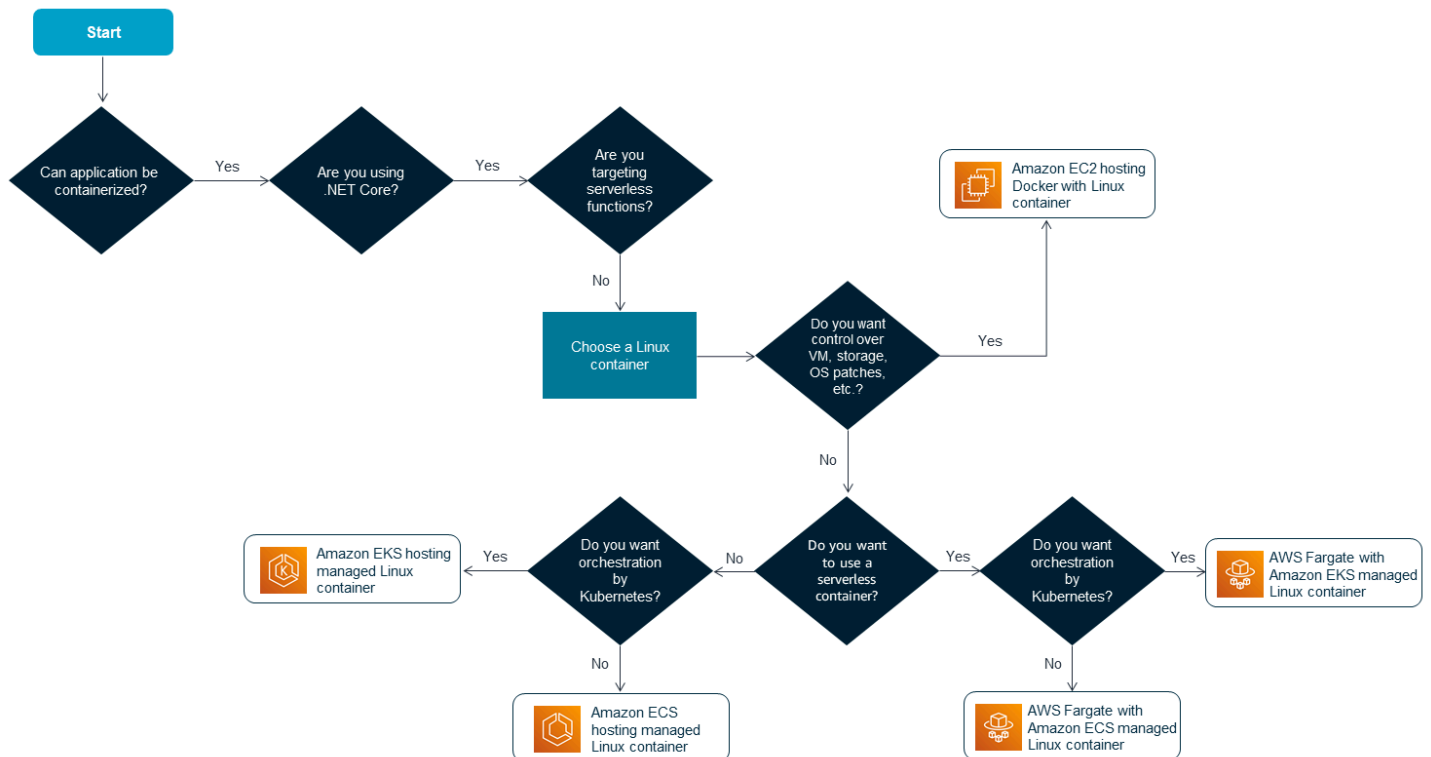 Start
Can application be
containerized?
Yes
Are you using
.NET Core?
Yes
Are you
targeting
serverless
functions?
No
Choose a Linux
container
Do you want
control over
VM, storage,
OS patches,
etc.?
Yes
Amazon EC2 hosting
Docker with Linux
container
No
Do you want
to use a
serverless
container?
No
Do you want
orchestration
by
Kubernetes?
Yes
Amazon EKS hosting
managed Linux
container
K
No
Amazon ECS
hosting managed
Linux container
Yes
Do you want
orchestration
by
Kubernetes?
Yes
AWS Fargate with
Amazon EKS managed
Linux container
No
AWS Fargate with
Amazon ECS managed
Linux container